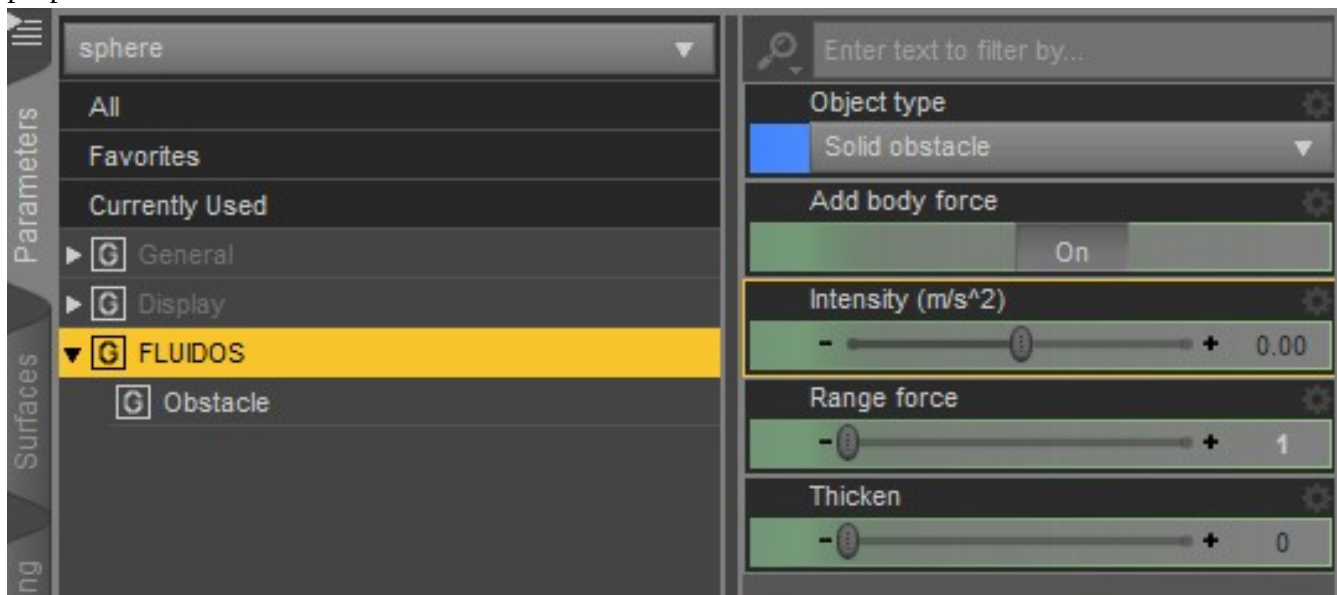 Parameters
Surfaces
sphere
All
Favorites
Currently Used
G General
G Display
G FLUIDOS
G Obstacle
Enter text to filter by...
Object type
Solid obstacle
Add body force
On
Intensity (m/s^2)
- + 0.00
Range force
- + 1
Thicken
- + 0